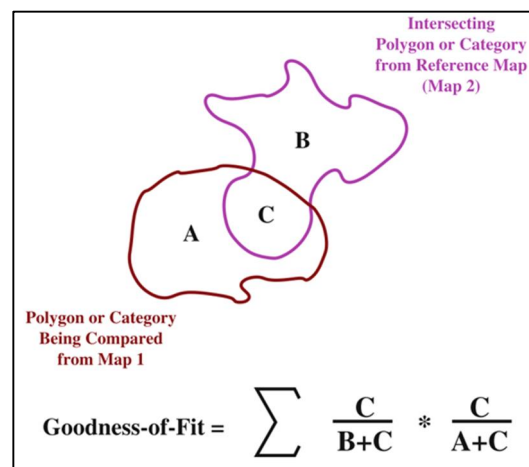 Intersecting
Polygon or Category
from Reference Map
(Map 2)
B
C
A
Polygon or Category
Being Compared
from Map 1
Goodness-of-Fit = ∑ C/B+C * C/A+C